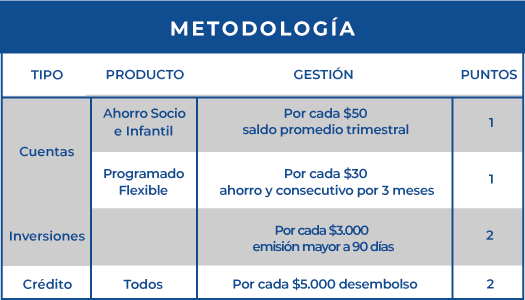 METODOLOGÍA
TIPO PRODUCTO GESTIÓN PUNTOS
Cuentas
Ahorro Socio
e Infantil
Por cada $50
saldo promedio trimestral
1
Programado
Flexible
Por cada $30
ahorro y consecutivo por 3 meses
1
Inversiones
Por cada $3.000
emisión mayor a 90 días
2
Crédito Todos Por cada $5.000 desembolso 2